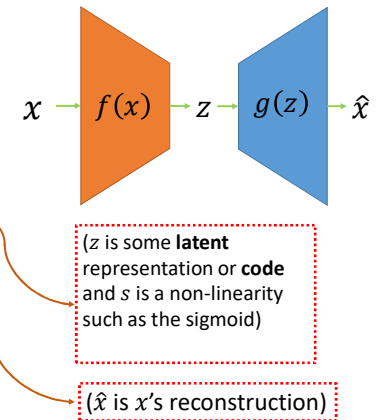 x f(x) z g(z) x̂
(z is some latent
representation or code
and s is a non-linearity
such as the sigmoid)
(x̂ is x's reconstruction)